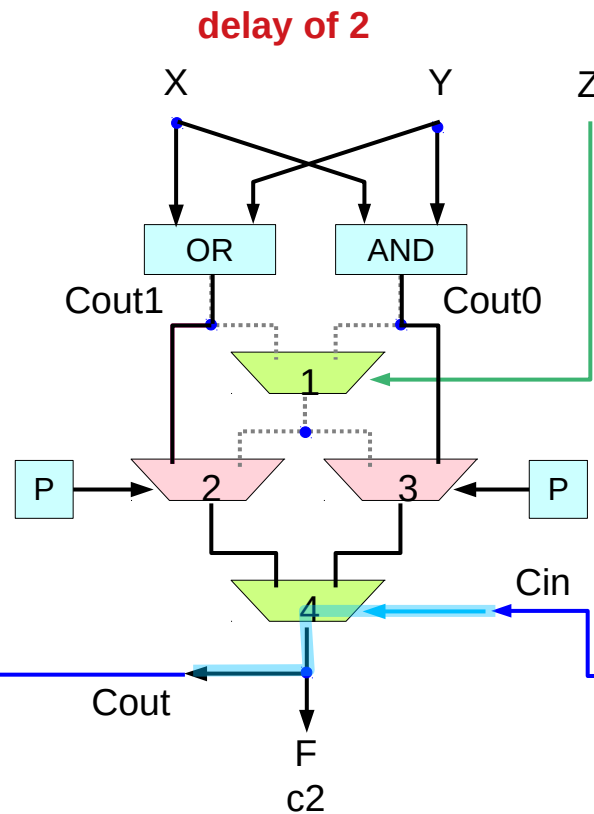 delay of 2
X Y Z
OR AND
Cout1 Cout0
1
P 2 3 P
4 Cin
Cout
F
c2